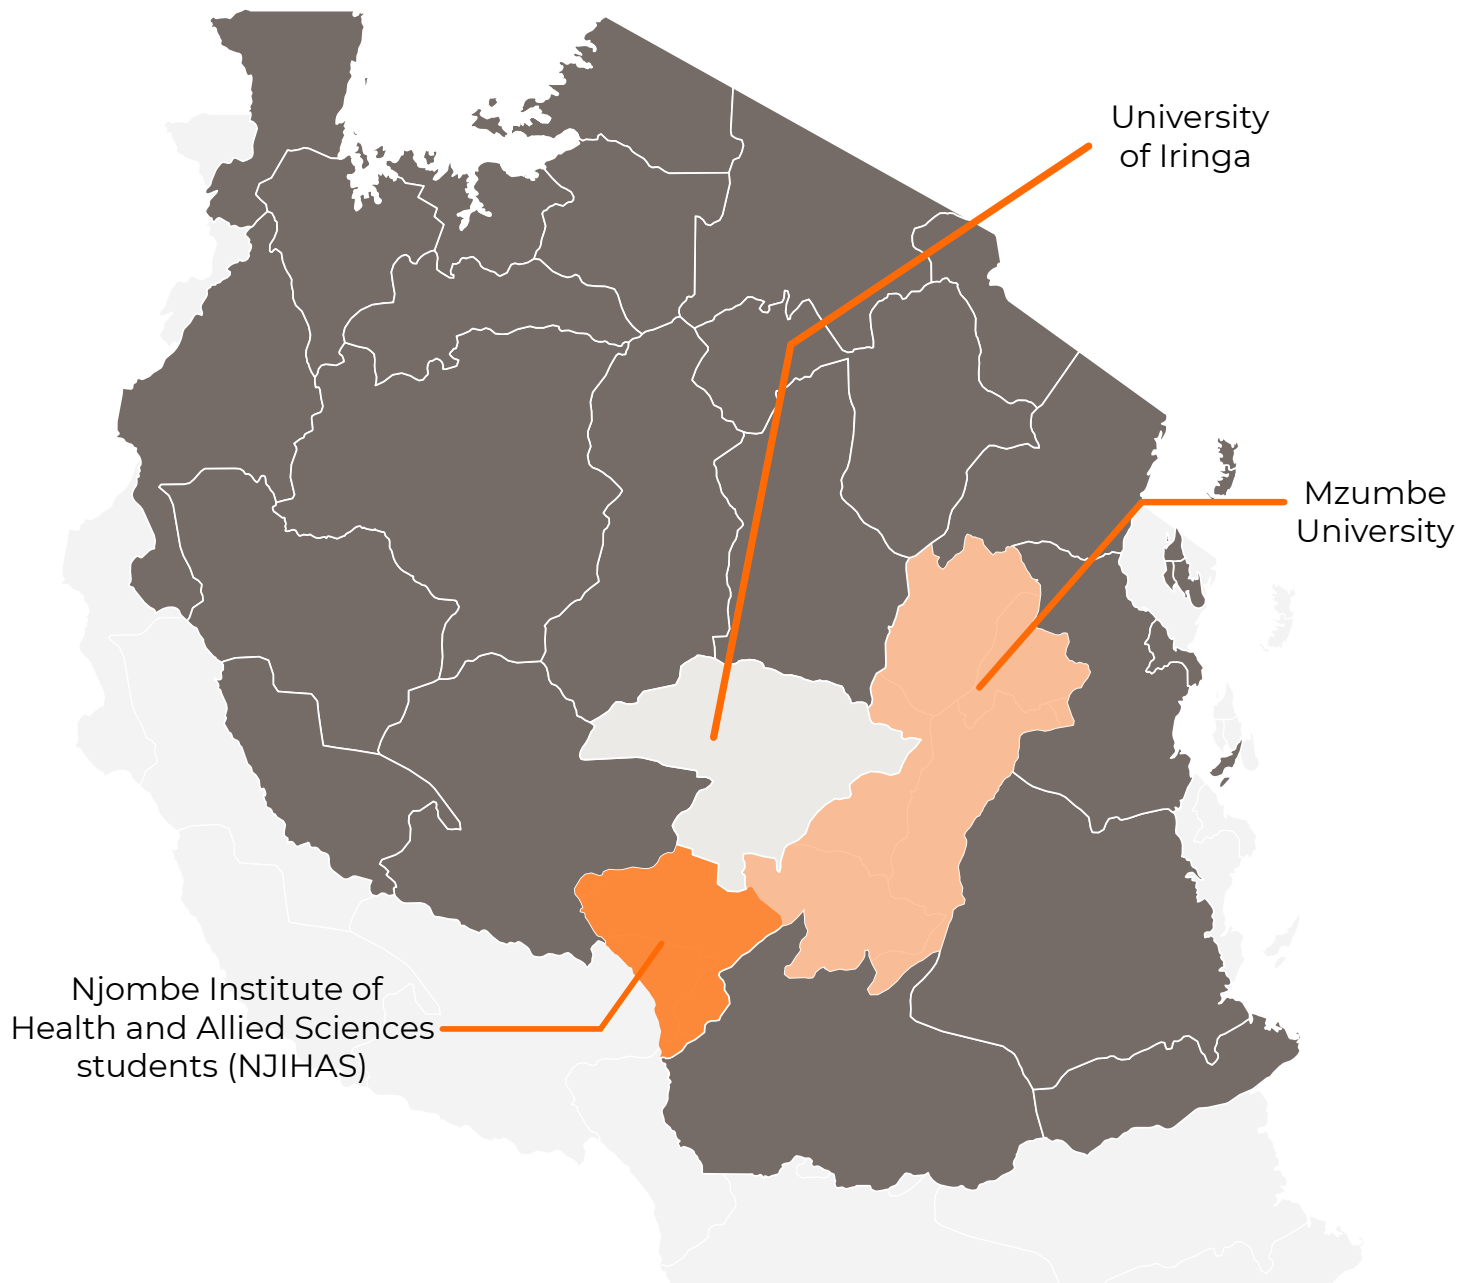 University
of Iringa
Mzumbe
University
Njombe Institute of
Health and Allied Sciences
students (NJIHAS)